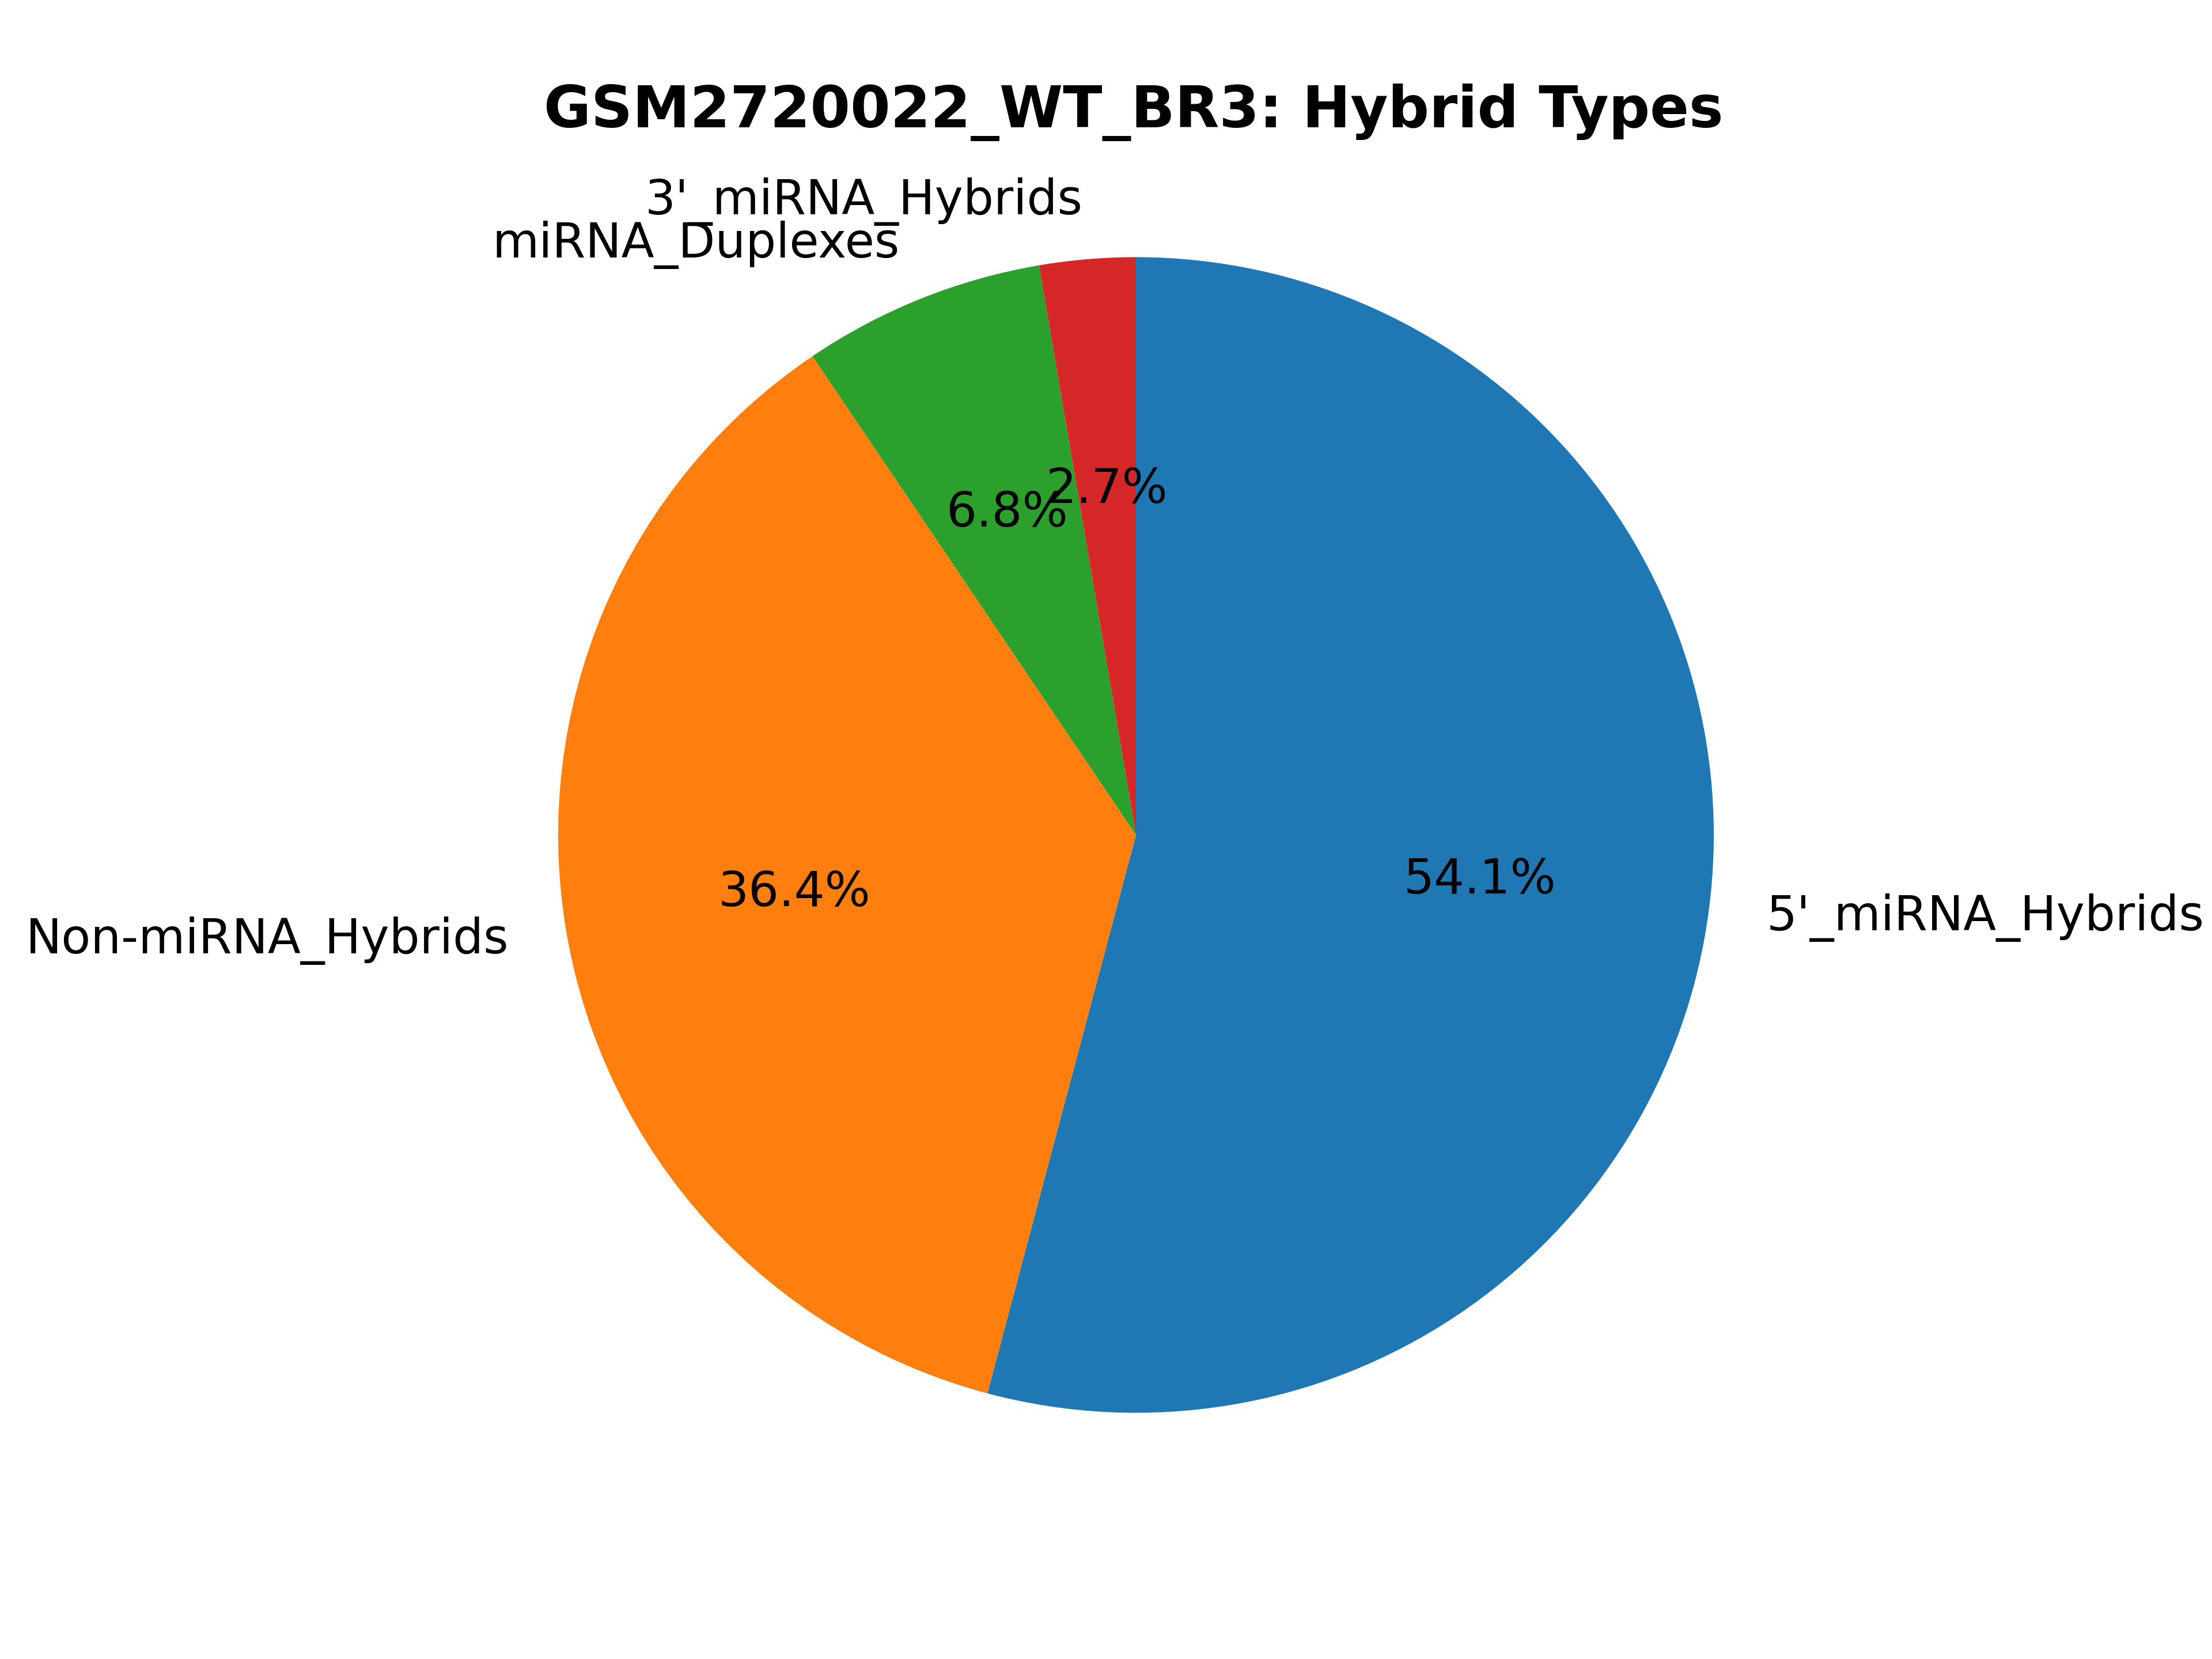 GSM2720022_WT_BR3: Hybrid Types
3'_miRNA_Hybrids
miRNA_Duplexes
2.7%
6.8%
54.1%
36.4%
5'_miRNA_Hybrids
Non-miRNA_Hybrids